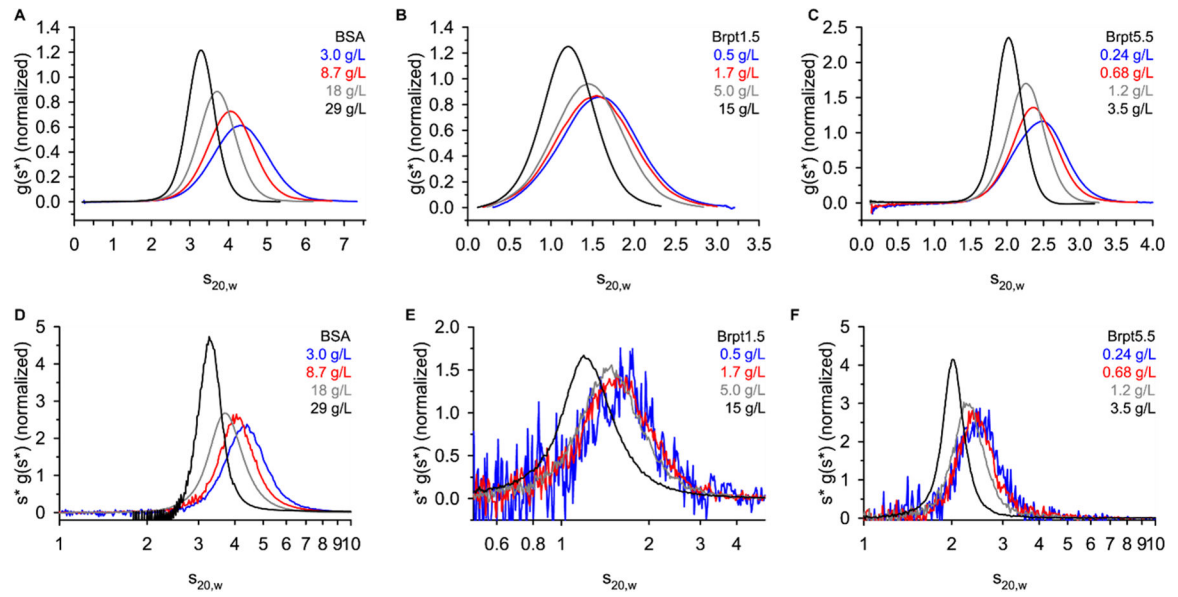 A
BSA
3.0 g/L
8.7 g/L
18 g/L
29 g/L
g(s*) (normalized)
1.4
1.2
1.0
0.8
0.6
0.4
0.2
0.0
0 1 2 3 4 5 6 7
s20,w
B
Brpt1.5
0.5 g/L
1.7 g/L
5.0 g/L
15 g/L
g(s*) (normalized)
1.4
1.2
1.0
0.8
0.6
0.4
0.2
0.0
0.0 0.5 1.0 1.5 2.0 2.5 3.0 3.5
s20,w
C
Brpt5.5
0.24 g/L
0.68 g/L
1.2 g/L
3.5 g/L
g(s*) (normalized)
2.5
2.0
1.5
1.0
0.5
0.0
0.0 0.5 1.0 1.5 2.0 2.5 3.0 3.5 4.0
s20,w
D
BSA
3.0 g/L
8.7 g/L
18 g/L
29 g/L
s* g(s*) (normalized)
5
4
3
2
1
0
1 2 3 4 5 6 7 8 910
s20,w
E
Brpt1.5
0.5 g/L
1.7 g/L
5.0 g/L
15 g/L
s* g(s*) (normalized)
2.0
1.5
1.0
0.5
0.0
0.6 0.8 1 2 3 4
s20,w
F
Brpt5.5
0.24 g/L
0.68 g/L
1.2 g/L
3.5 g/L
s* g(s*) (normalized)
5
4
3
2
1
0
1 2 3 4 5 6 7 8 910
s20,w